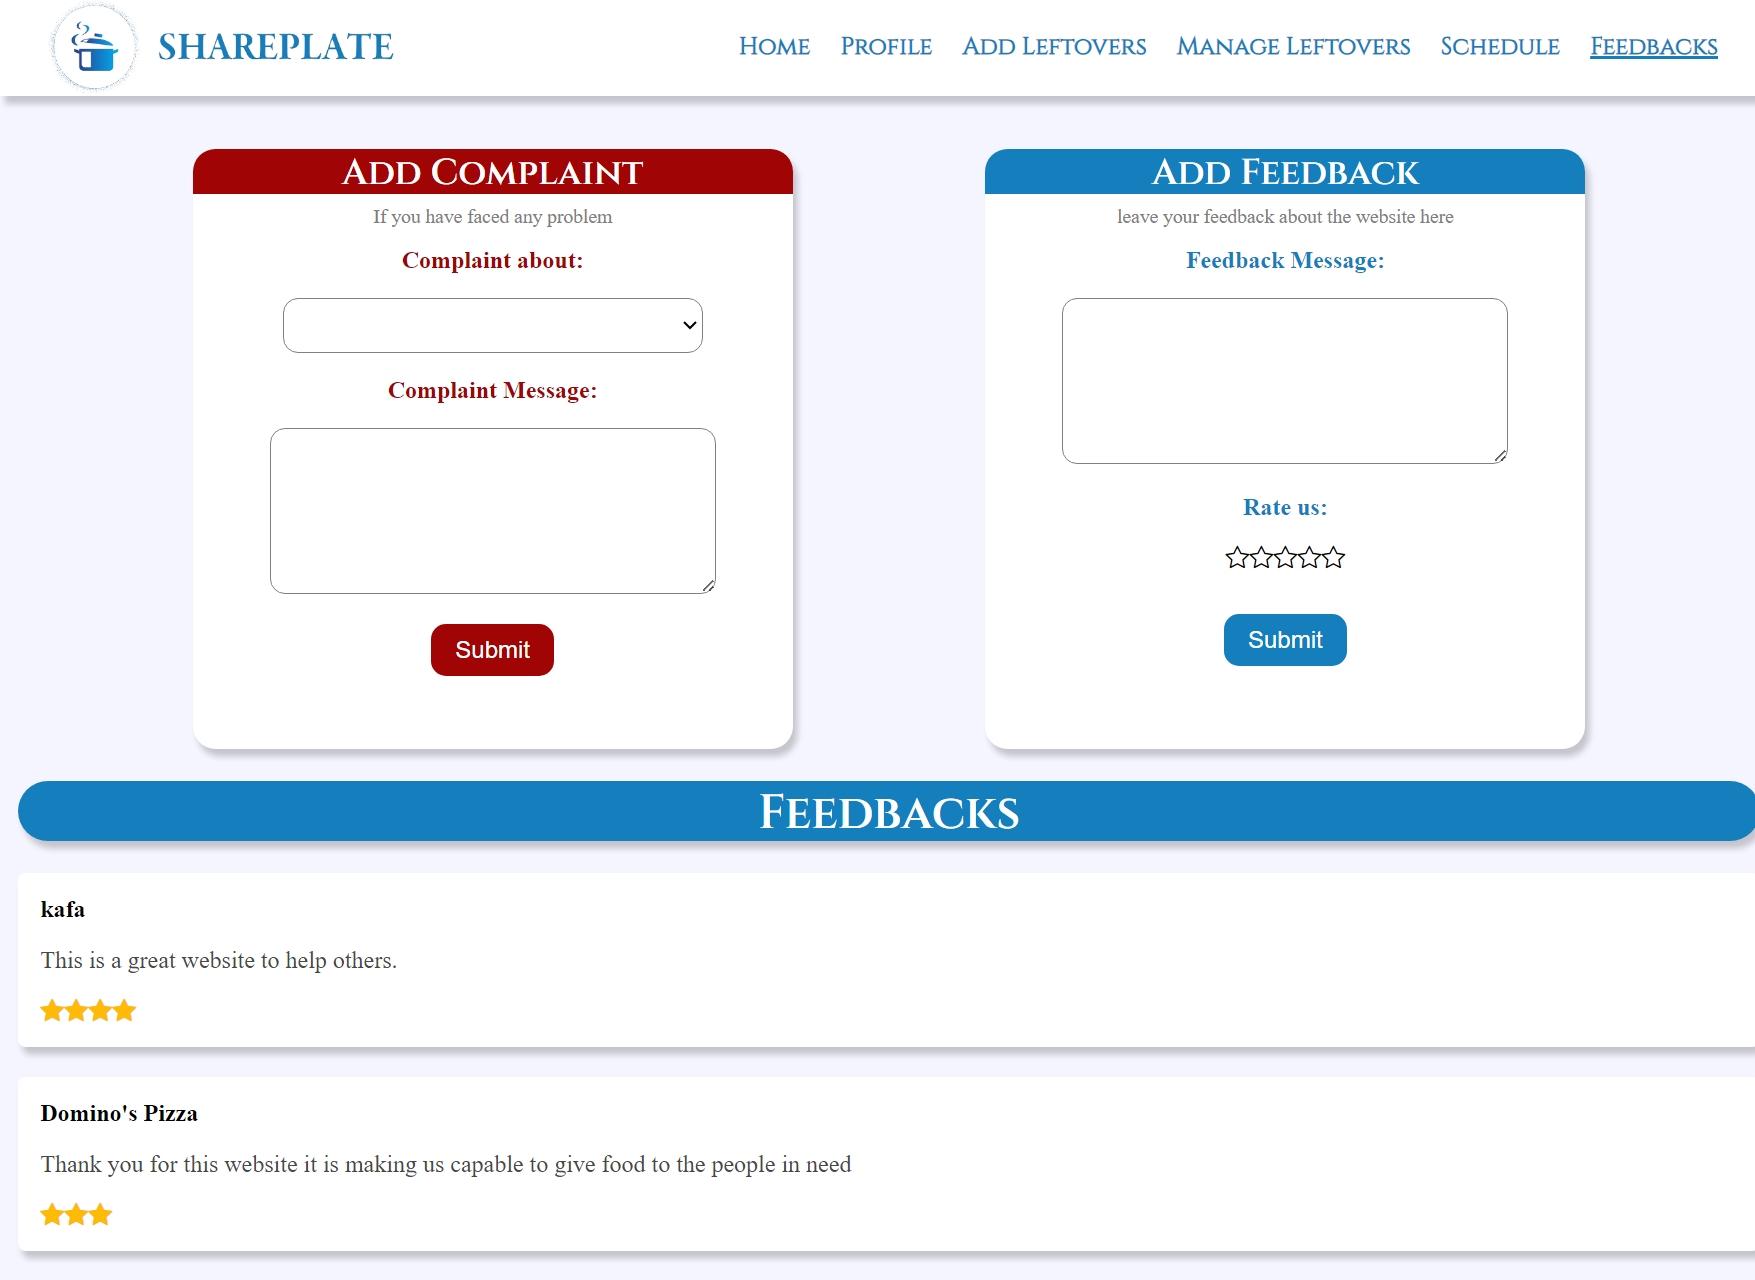 SHAREPLATE
Home Profile Add Leftovers Manage Leftovers Schedule Feedbacks
Add Complaint
If you have faced any problem
Complaint about:
Complaint Message:
Submit
Add Feedback
leave your feedback about the website here
Feedback Message:
Rate us:
Submit
Feedbacks
kafa
This is a great website to help others.
Domino's Pizza
Thank you for this website it is making us capable to give food to the people in need